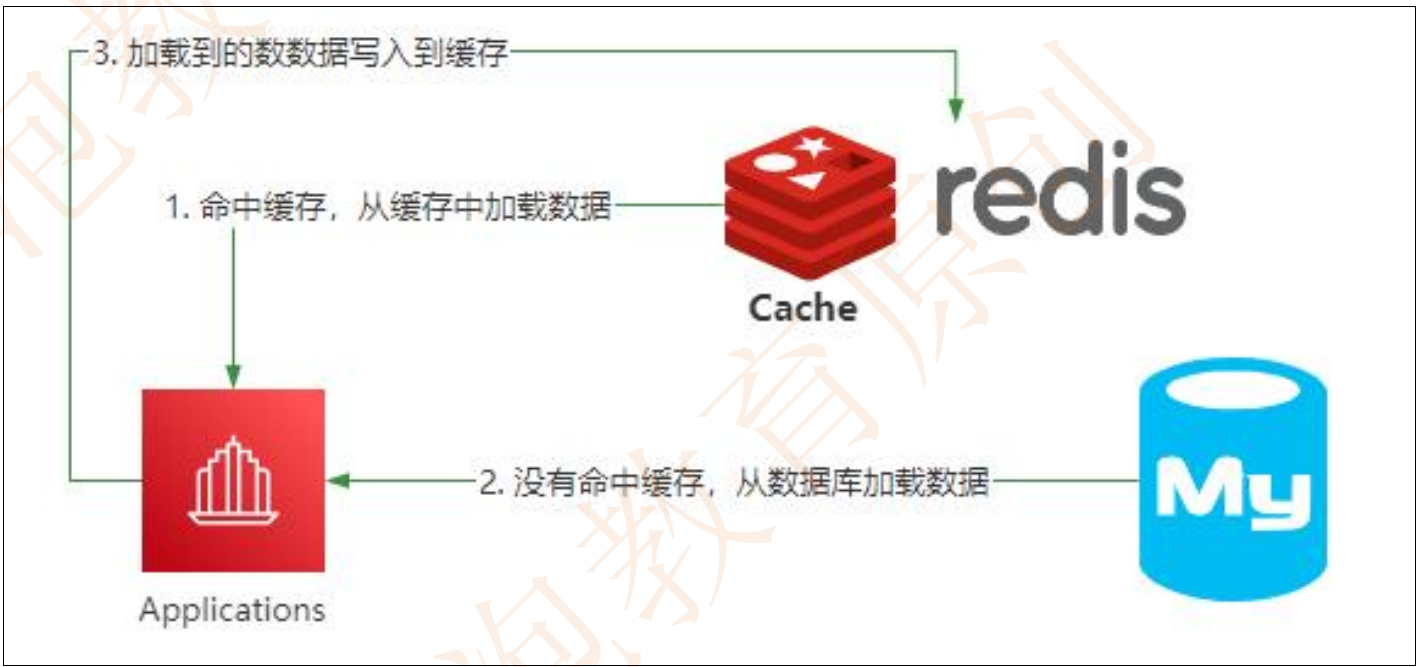 3. 加载到的数数据写入到缓存
redis
1. 命中缓存，从缓存中加载数据
Cache
My
2. 没有命中缓存，从数据库加载数据
Applications